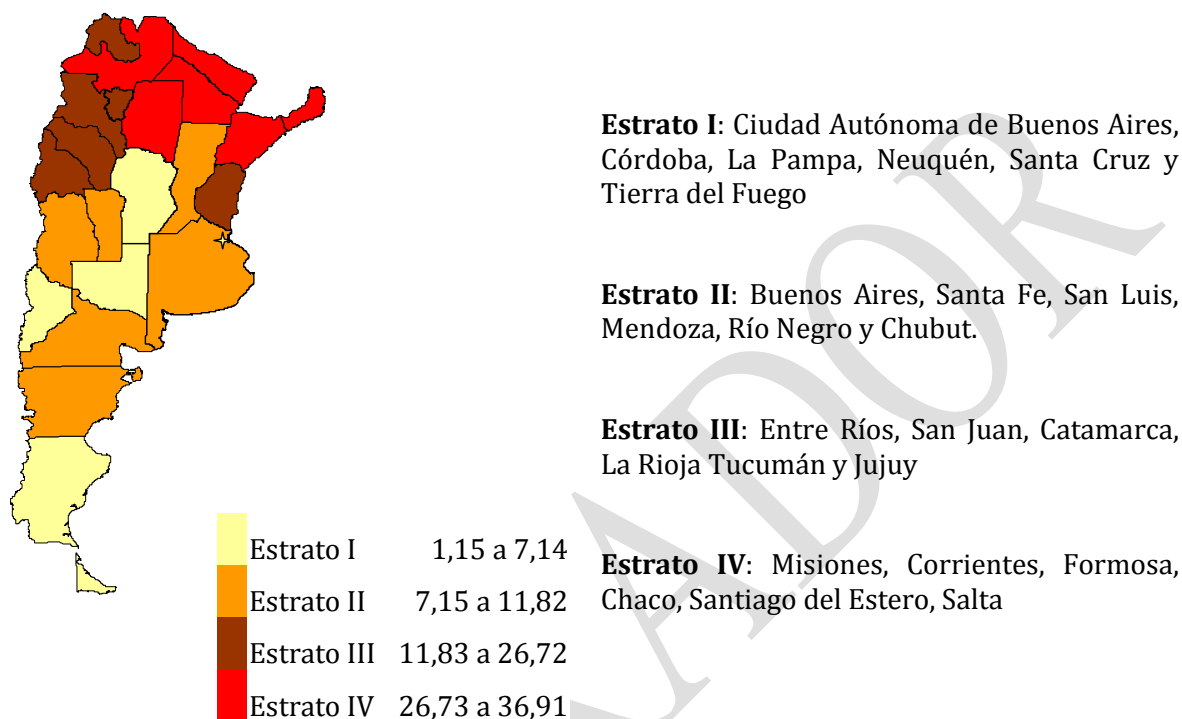 Estrato I: Ciudad Autónoma de Buenos Aires,
Córdoba, La Pampa, Neuquén, Santa Cruz y
Tierra del Fuego
Estrato II: Buenos Aires, Santa Fe, San Luis,
Mendoza, Río Negro y Chubut.
Estrato III: Entre Ríos, San Juan, Catamarca,
La Rioja Tucumán y Jujuy
Estrato IV: Misiones, Corrientes, Formosa,
Chaco, Santiago del Estero, Salta
Estrato I 1,15 a 7,14
Estrato II 7,15 a 11,82
Estrato III 11,83 a 26,72
Estrato IV 26,73 a 36,91
ADOR